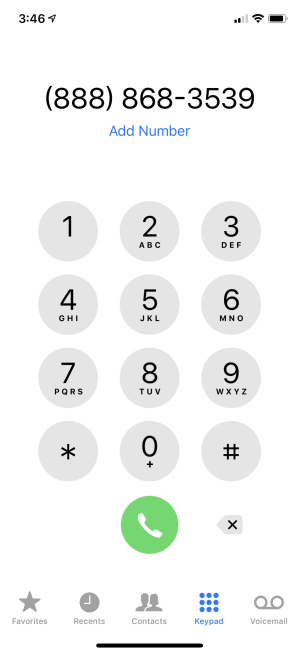 3:46
(888) 868-3539
Add Number
1 2 3
ABC DEF
4 5 6
GHI JKL MNO
7 8 9
PQRS TUV WXYZ
* 0 #
+
Favorites Recents Contacts Keypad Voicemail